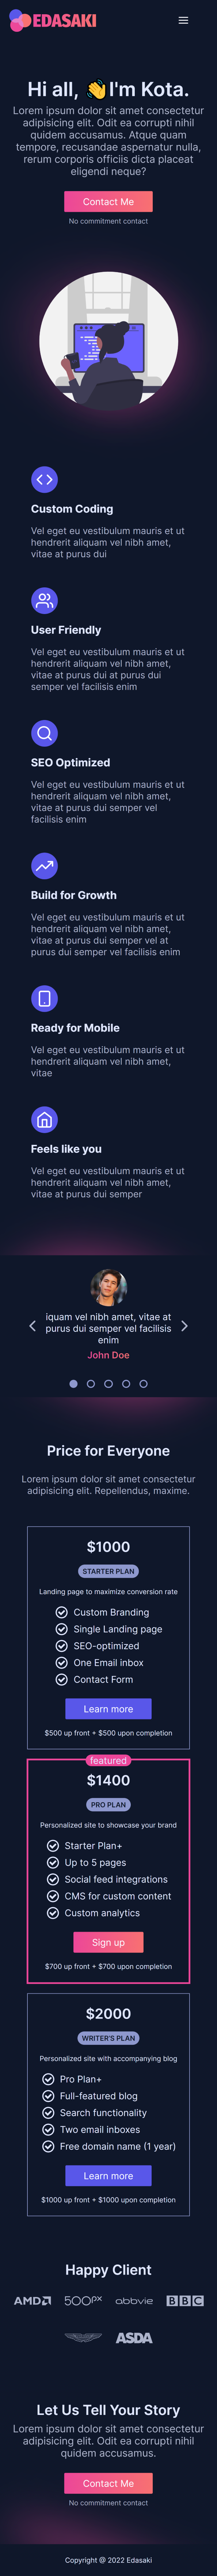 EDASAKI
Hi all, 👋I'm Kota.
Lorem ipsum dolor sit amet consectetur
adipisicing elit. Odit ea corrupti nihil
quidem accusamus. Atque quam
tempore, recusandae aspernatur nulla,
rerum corporis officiis dicta placeat
eligendi neque?
Contact Me
No commitment contact
Custom Coding
Vel eget eu vestibulum mauris et ut
hendrerit aliquam vel nibh amet,
vitae at purus dui
User Friendly
Vel eget eu vestibulum mauris et ut
hendrerit aliquam vel nibh amet,
vitae at purus dui at purus dui
semper vel facilisis enim
SEO Optimized
Vel eget eu vestibulum mauris et ut
hendrerit aliquam vel nibh amet,
vitae at purus dui semper vel
facilisis enim
Build for Growth
Vel eget eu vestibulum mauris et ut
hendrerit aliquam vel nibh amet,
vitae at purus dui semper vel at
purus dui semper vel facilisis enim
Ready for Mobile
Vel eget eu vestibulum mauris et ut
hendrerit aliquam vel nibh amet,
vitae
Feels like you
Vel eget eu vestibulum mauris et ut
hendrerit aliquam vel nibh amet,
vitae at purus dui semper
iquam vel nibh amet, vitae at
purus dui semper vel facilisis
enim
John Doe
Price for Everyone
Lorem ipsum dolor sit amet consectetur
adipisicing elit. Repellendus, maxime.
$1000
STARTER PLAN
Landing page to maximize conversion rate
Custom Branding
Single Landing page
SEO-optimized
One Email inbox
Contact Form
Learn more
$500 up front + $500 upon completion
featured
$1400
PRO PLAN
Personalized site to showcase your brand
Starter Plan+
Up to 5 pages
Social feed integrations
CMS for custom content
Custom analytics
Sign up
$700 up front + $700 upon completion
$2000
WRITER'S PLAN
Personalized site with accompanying blog
Pro Plan+
Full-featured blog
Search functionality
Two email inboxes
Free domain name (1 year)
Learn more
$1000 up front + $1000 upon completion
Happy Client
AMD 500px abbvie BBC
ASDA
Let Us Tell Your Story
Lorem ipsum dolor sit amet consectetur
adipisicing elit. Odit ea corrupti nihil
quidem accusamus.
Contact Me
No commitment contact
Copyright @ 2022 Edasaki